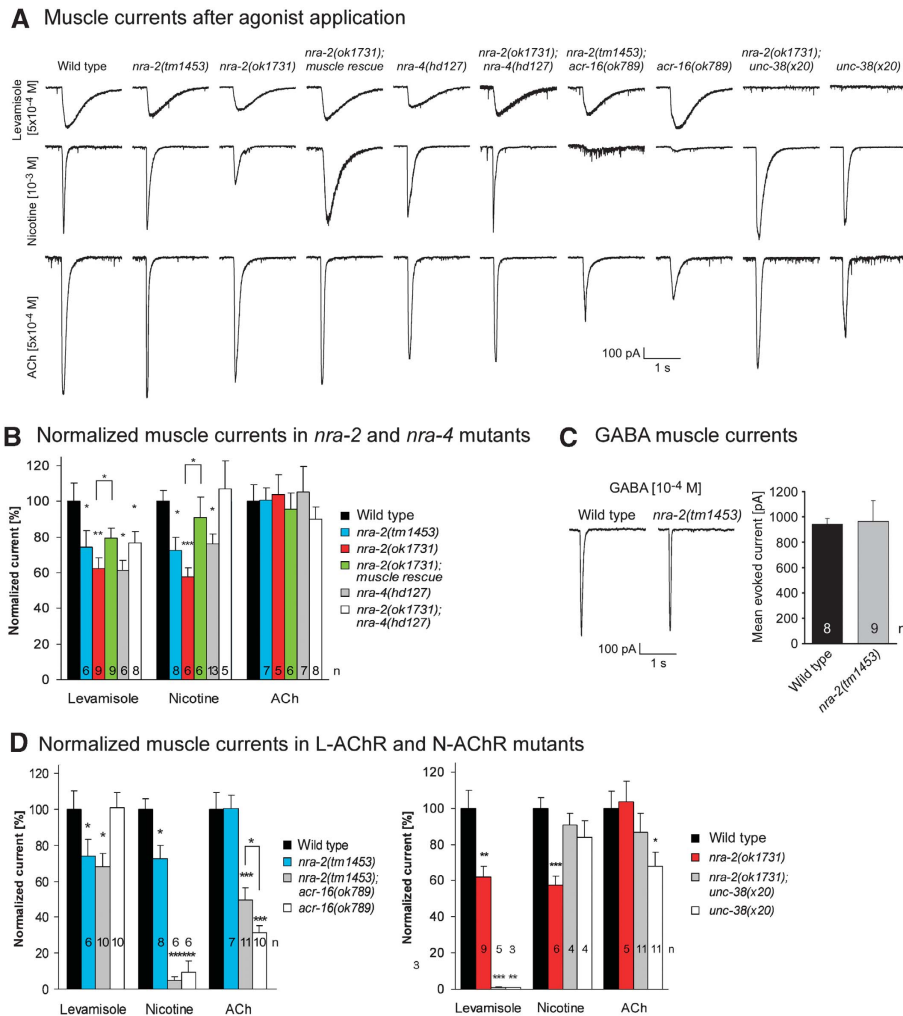 A Muscle currents after agonist application
Wild type
nra-2(tm1453)
nra-2(ok1731)
nra-2(ok1731);
muscle rescue
nra-4(hd127)
nra-2(ok1731);
nra-4(hd127)
nra-2(tm1453);
acr-16(ok789)
acr-16(ok789)
nra-2(ok1731);
unc-38(x20)
unc-38(x20)
Levamisole
[5x10-4 M]
Nicotine [10-3 M]
ACh [5x10-4 M]
100 pA
1 s
B Normalized muscle currents in nra-2 and nra-4 mutants
Normalized current [%]
120
100
80
60
40
20
0
* ** * * *
* *** * *
* *
6 9 9 6 8
8 6 6 13 5
7 5 6 7 8 n
Levamisole Nicotine ACh
Wild type
nra-2(tm1453)
nra-2(ok1731)
nra-2(ok1731);
muscle rescue
nra-4(hd127)
nra-2(ok1731);
nra-4(hd127)
C GABA muscle currents
GABA [10-4 M]
Wild type nra-2(tm1453)
100 pA
1 s
Mean evoked current [pA]
1200
1000
800
600
400
200
0
8 9 n
Wild type
nra-2(tm1453)
D Normalized muscle currents in L-AChR and N-AChR mutants
Normalized current [%]
120
100
80
60
40
20
0
* *
*
******
*** *
***
6 10 10
8 6 6
7 11 10 n
Levamisole Nicotine ACh
Wild type
nra-2(tm1453)
nra-2(tm1453);
acr-16(ok789)
acr-16(ok789)
Normalized current [%]
120
100
80
60
40
20
0
3
** *** **
***
*
9 5 3
6 4 4
5 11 11 n
Levamisole Nicotine ACh
Wild type
nra-2(ok1731)
nra-2(ok1731);
unc-38(x20)
unc-38(x20)